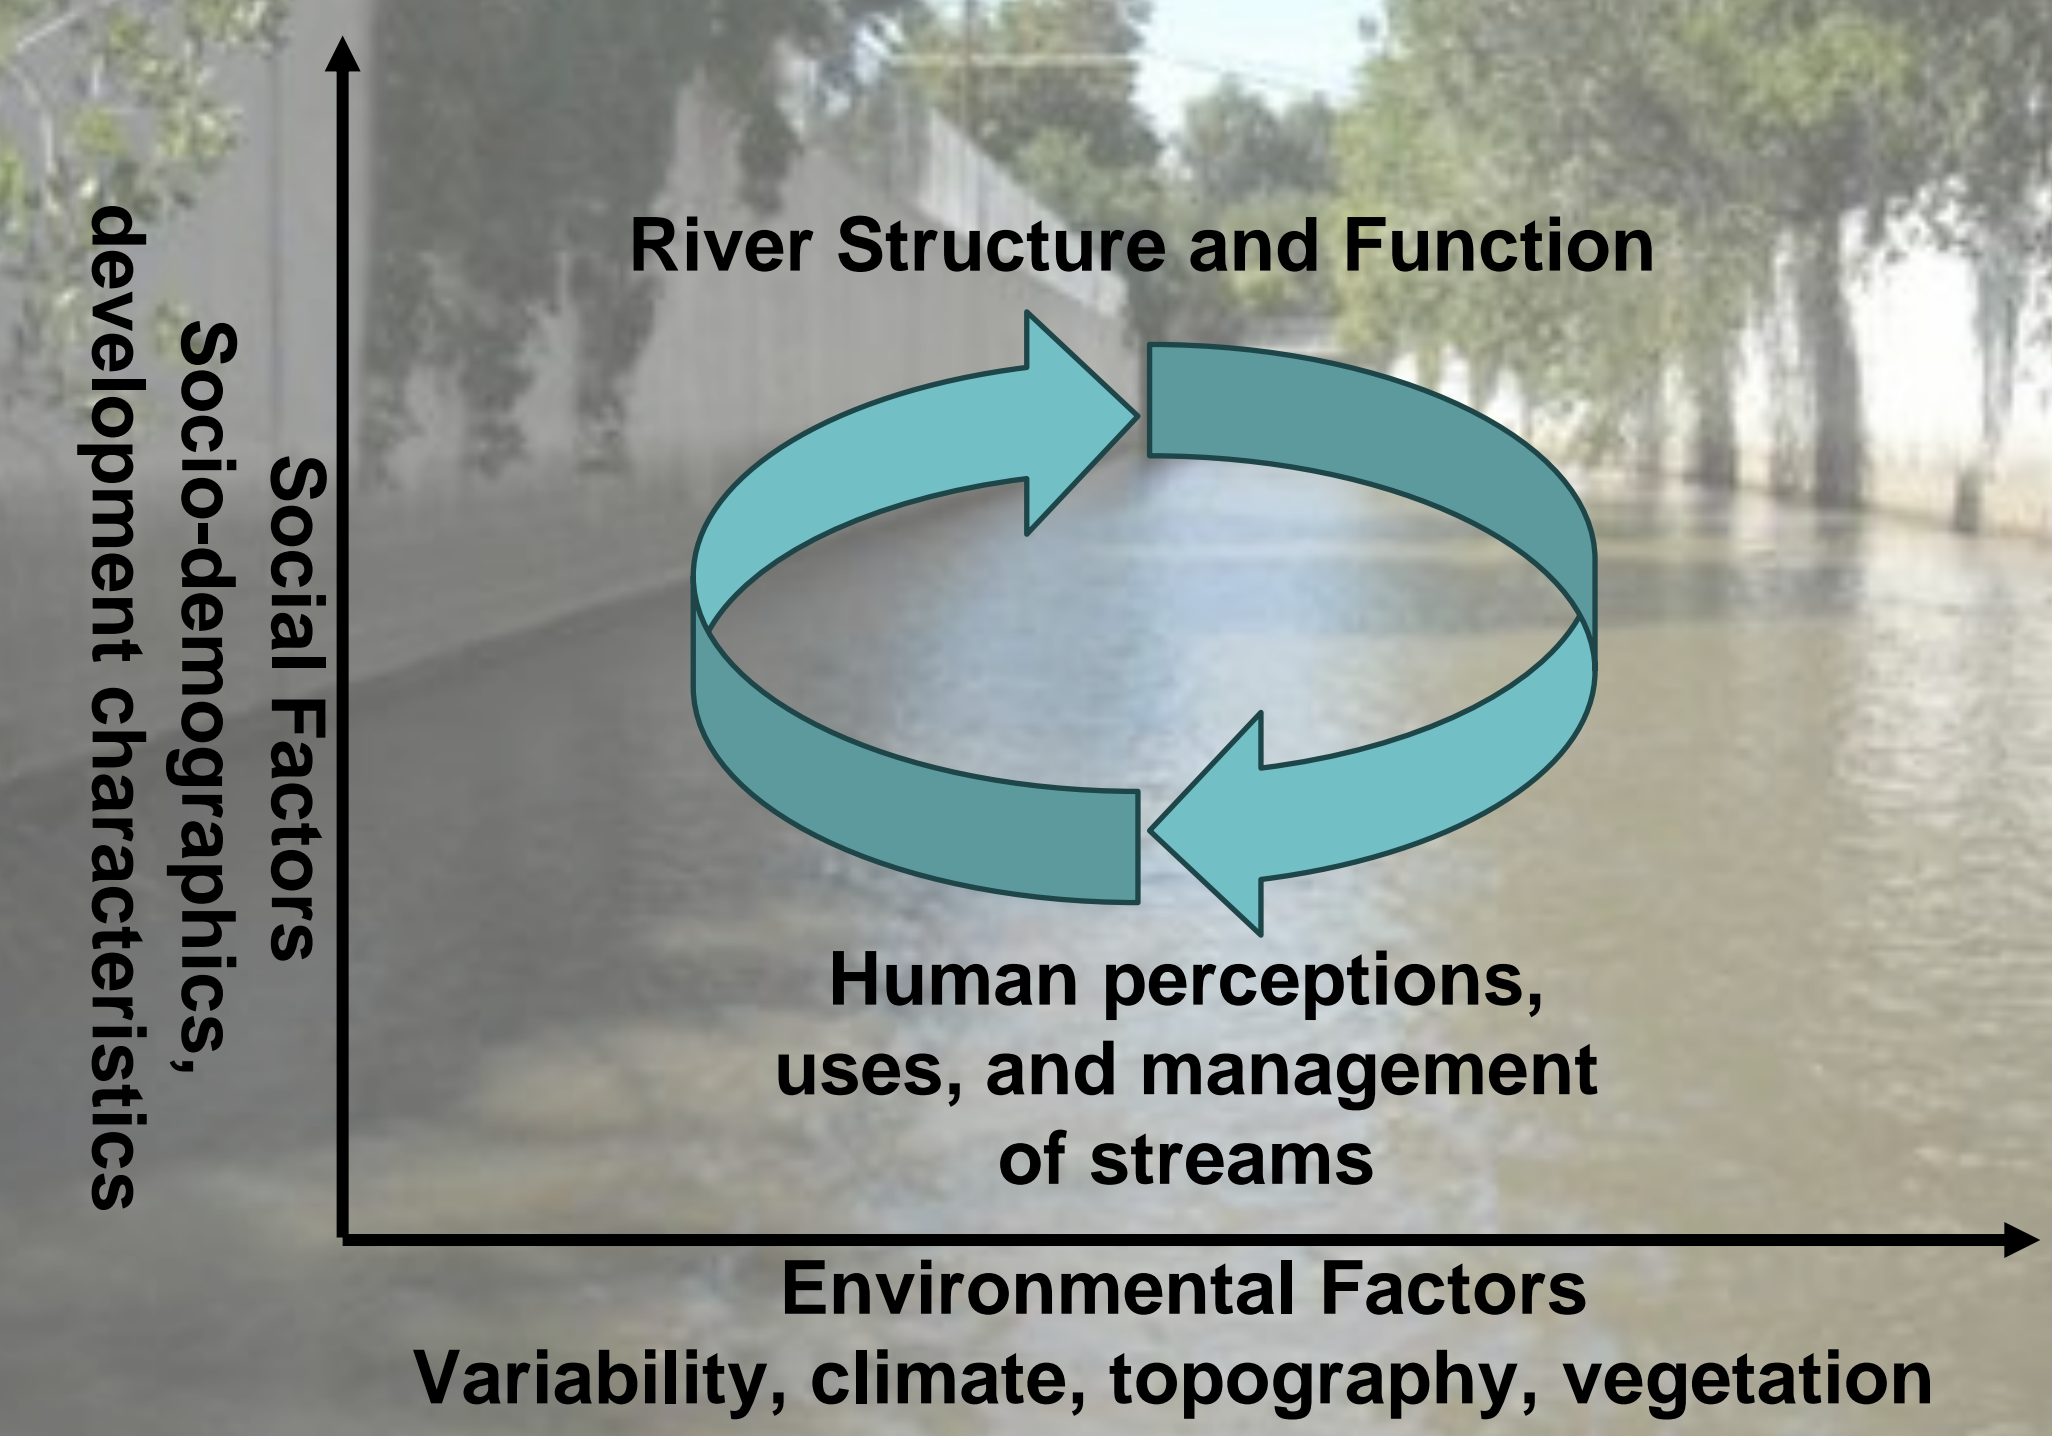 River Structure and Function
Social Factors
Socio-demographics,
development characteristics
Human perceptions,
uses, and management
of streams
Environmental Factors
Variability, climate, topography, vegetation